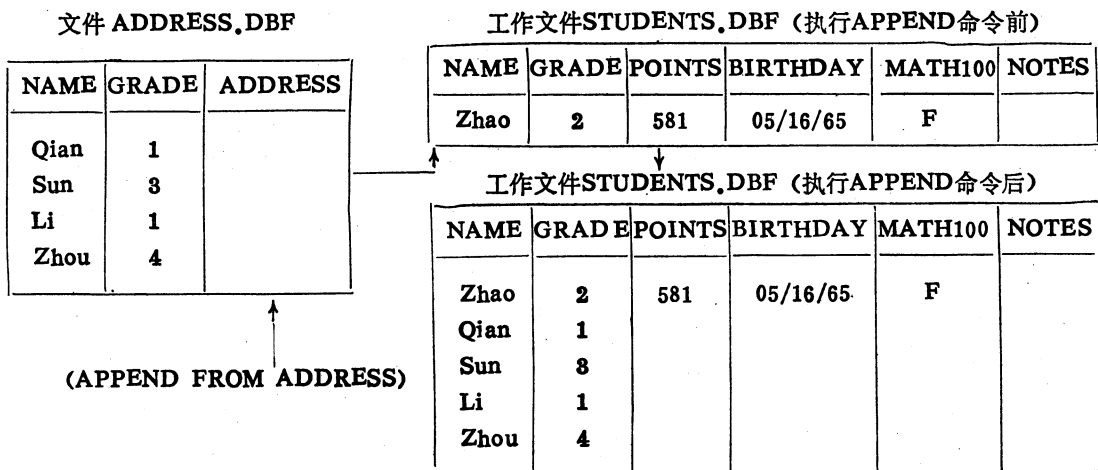 文件 ADDRESS.DBF
NAME GRADE ADDRESS
Qian 1
Sun 3
Li 1
Zhou 4
(APPEND FROM ADDRESS)
工作文件STUDENTS.DBF (执行APPEND命令前)
NAME GRADE POINTS BIRTHDAY MATH100 NOTES
Zhao 2 581 05/16/65 F
工作文件STUDENTS.DBF (执行APPEND命令后)
NAME GRADE POINTS BIRTHDAY MATH100 NOTES
Zhao 2 581 05/16/65 F
Qian 1
Sun 3
Li 1
Zhou 4